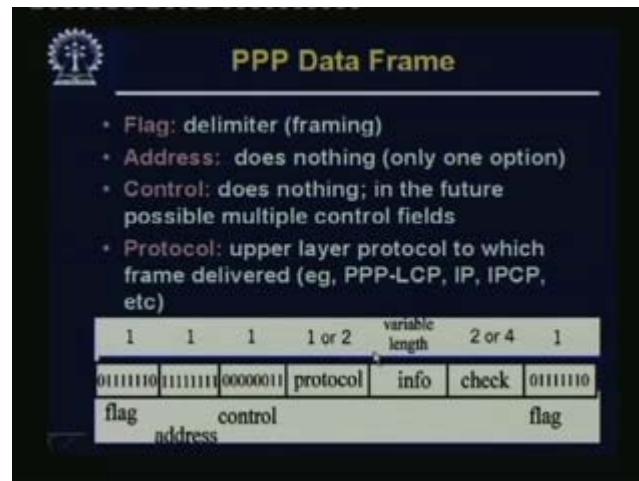 PPP Data Frame
• Flag: delimiter (framing)
• Address: does nothing (only one option)
• Control: does nothing; in the future
possible multiple control fields
• Protocol: upper layer protocol to which
frame delivered (eg, PPP-LCP, IP, IPCP,
etc)
1 1 1 1 or 2 variable length 2 or 4 1
01111110 11111111 00000011 protocol info check 01111110
flag control flag
address